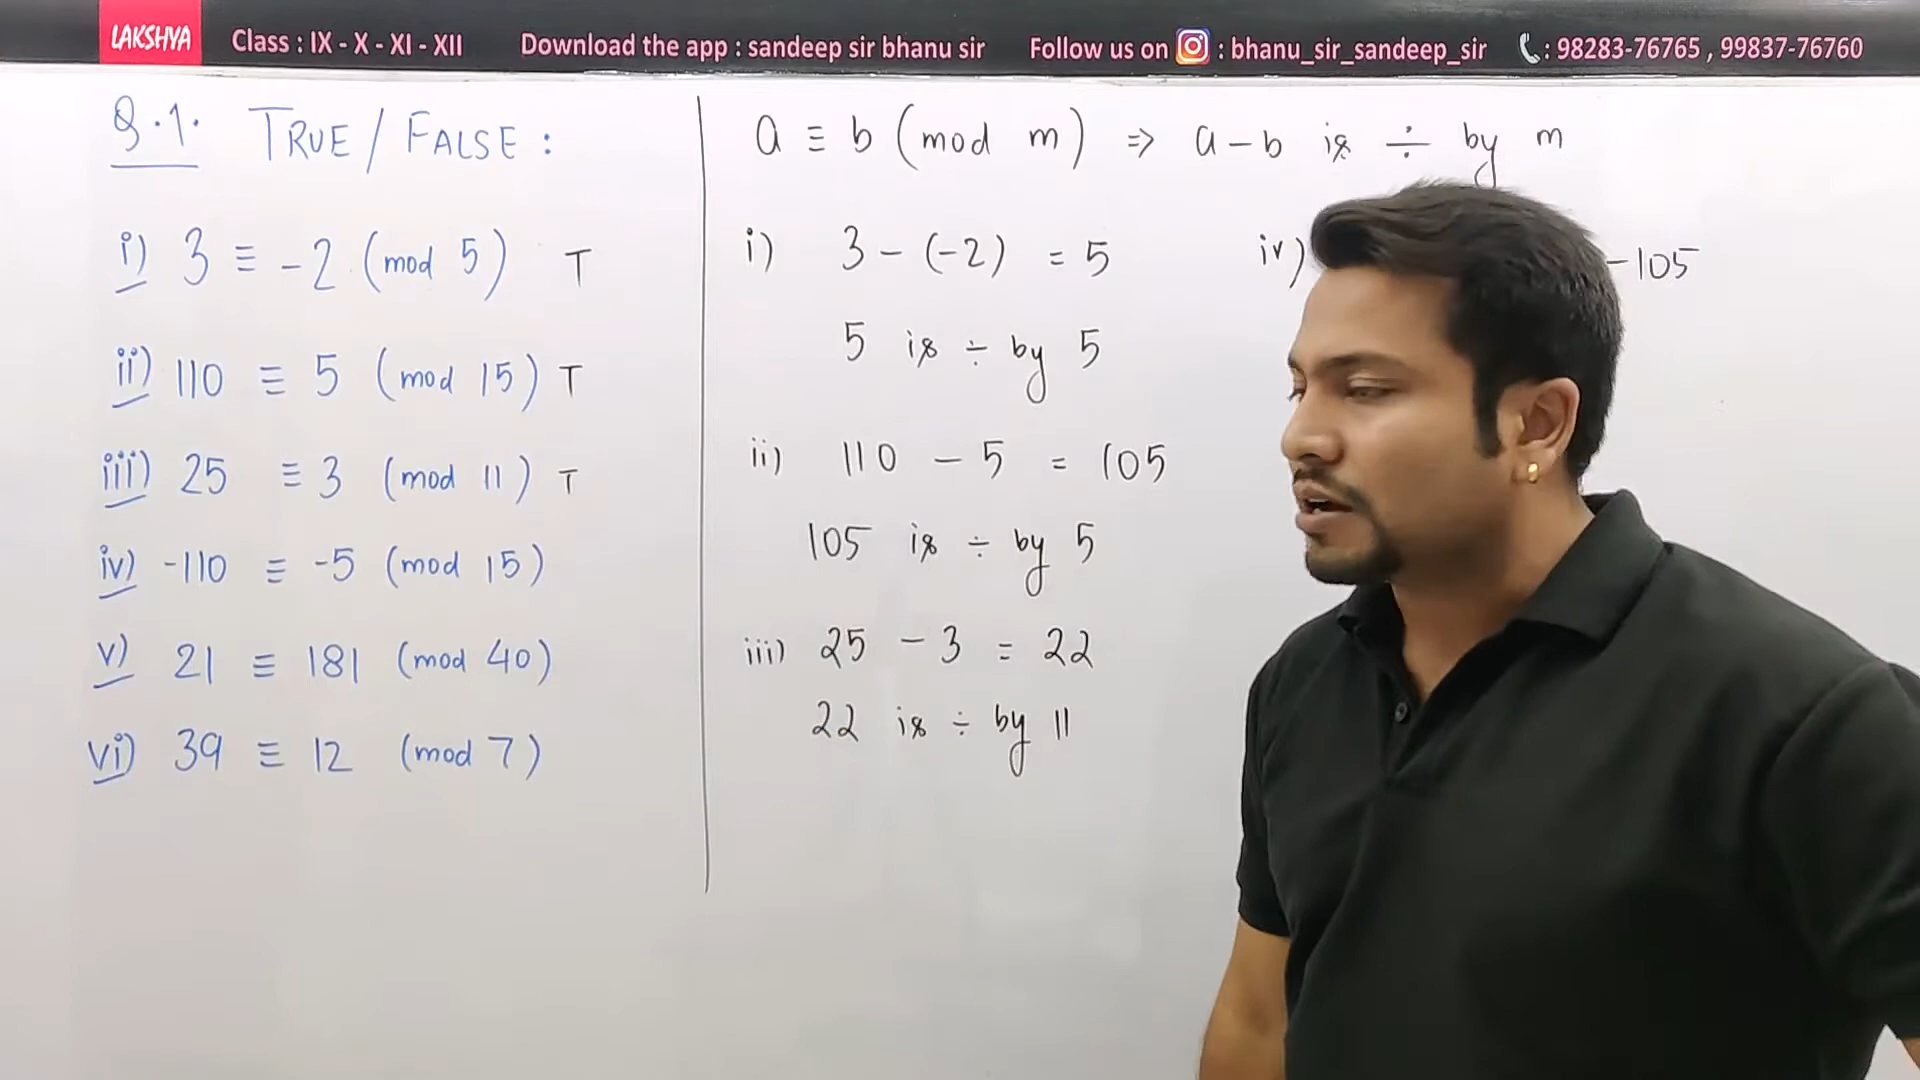 LAKSHYA Class : IX - X - XI - XII Download the app : sandeep sir bhanu sir Follow us on : bhanu_sir_sandeep_sir : 98283-76765 , 99837-76760
Q.1. TRUE / FALSE :
i) 3 ≡ -2 (mod 5) T
ii) 110 ≡ 5 (mod 15) T
iii) 25 ≡ 3 (mod 11) T
iv) -110 ≡ -5 (mod 15)
v) 21 ≡ 181 (mod 40)
vi) 39 ≡ 12 (mod 7)
a ≡ b (mod m) ⇒ a - b is ÷ by m
i) 3 - (-2) = 5
5 is ÷ by 5
ii) 110 - 5 = 105
105 is ÷ by 5
iii) 25 - 3 = 22
22 is ÷ by 11
iv) -105